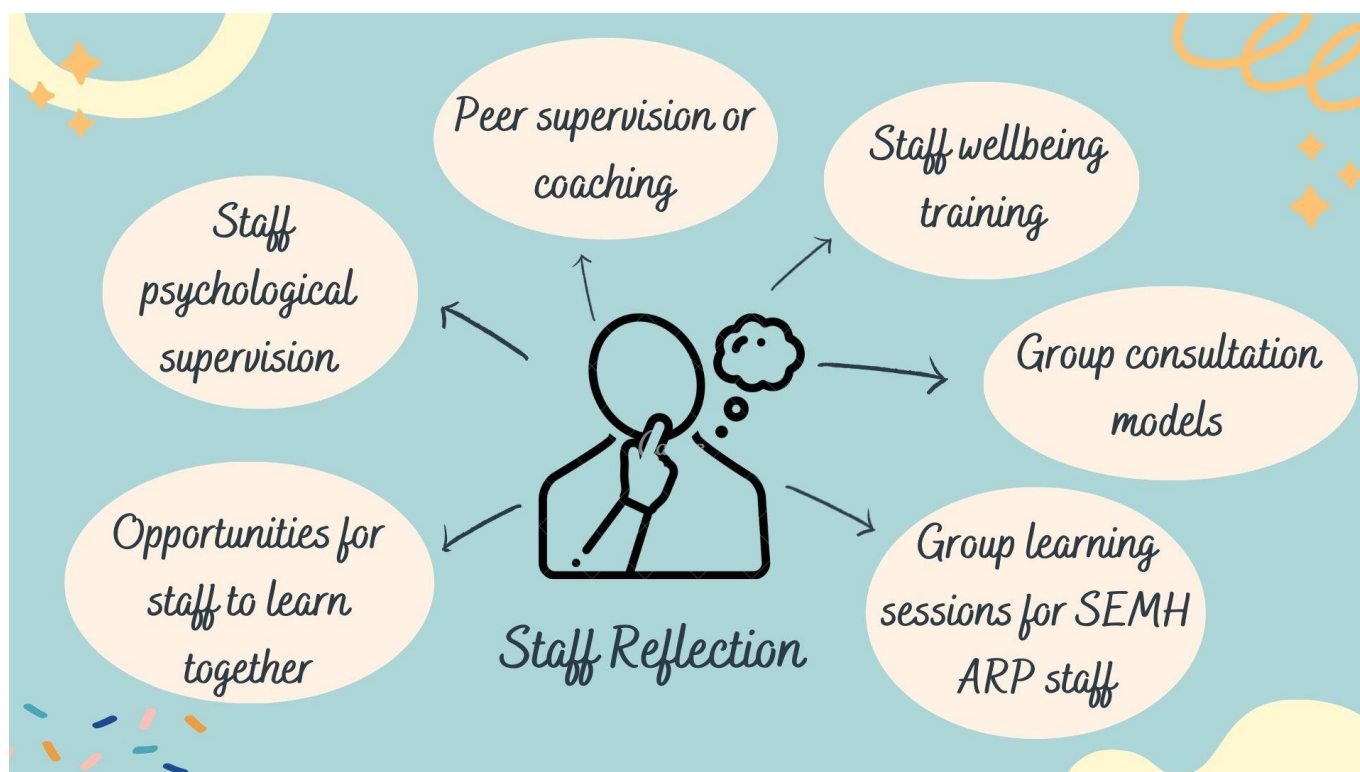 Peer supervision or
coaching
Staff wellbeing
training
Staff
psychological
supervision
Group consultation
models
Opportunities for
staff to learn
together
Group learning
sessions for SEMH
ARP staff
Staff Reflection